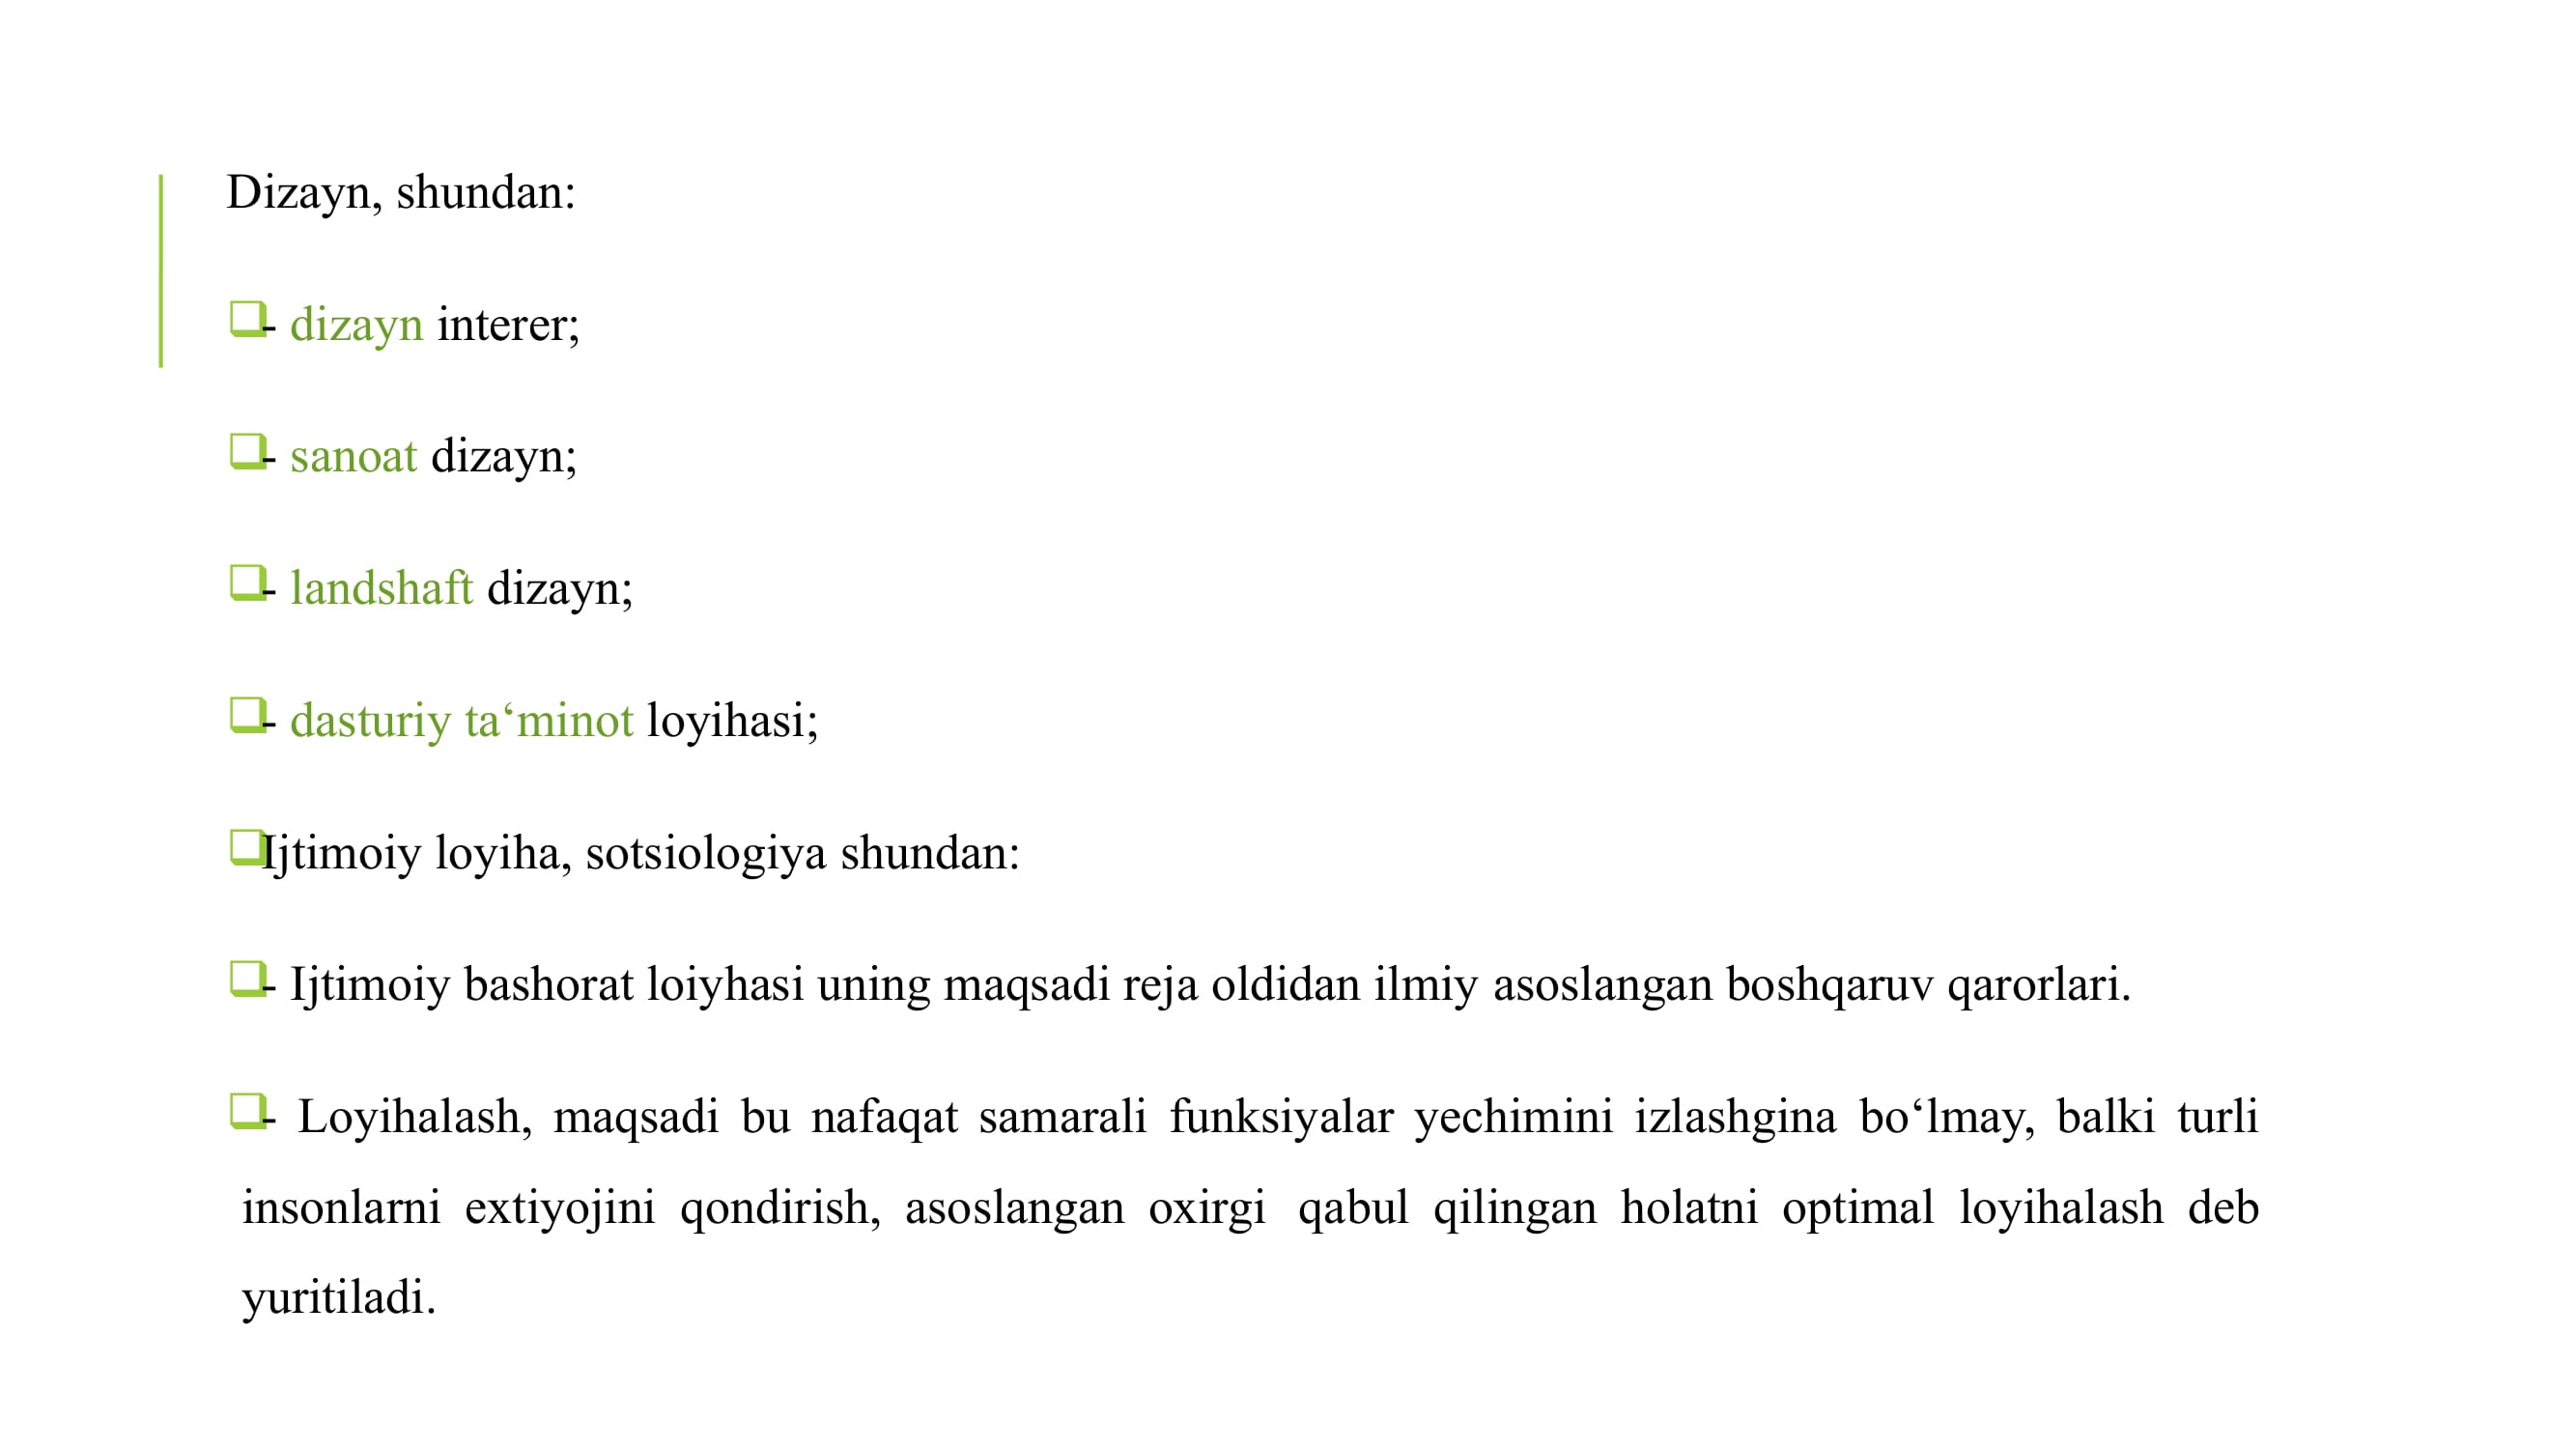 Dizayn, shundan:
❑- dizayn interer;
❑- sanoat dizayn;
❑- landshaft dizayn;
❑- dasturiy ta‘minot loyihasi;
❑Ijtimoiy loyiha, sotsiologiya shundan:
❑- Ijtimoiy bashorat loiyhasi uning maqsadi reja oldidan ilmiy asoslangan boshqaruv qarorlari.
❑- Loyihalash, maqsadi bu nafaqat samarali funksiyalar yechimini izlashgina bo‘lmay, balki turli
insonlarni extiyojini qondirish, asoslangan oxirgi qabul qilingan holatni optimal loyihalash deb
yuritiladi.